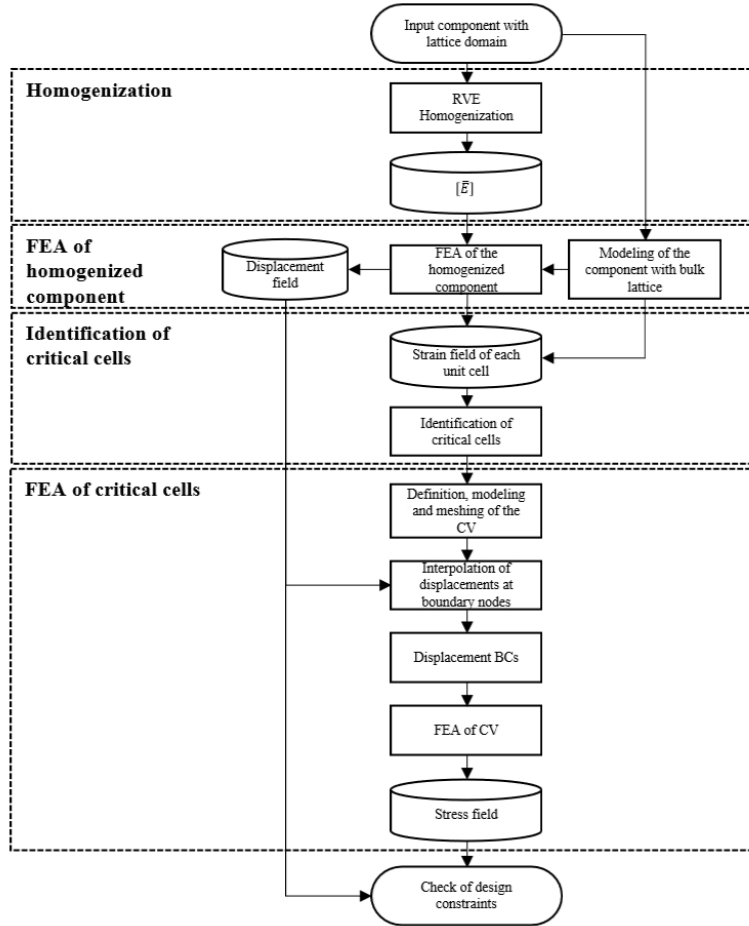 Input component with
lattice domain
Homogenization
RVE
Homogenization
[Ē]
FEA of
homogenized
component
Displacement
field
FEA of the
homogenized
component
Modeling of the
component with bulk
lattice
Identification of
critical cells
Strain field of each
unit cell
Identification of
critical cells
FEA of critical cells
Definition, modeling
and meshing of the
CV
Interpolation of
displacements at
boundary nodes
Displacement BCs
FEA of CV
Stress field
Check of design
constraints